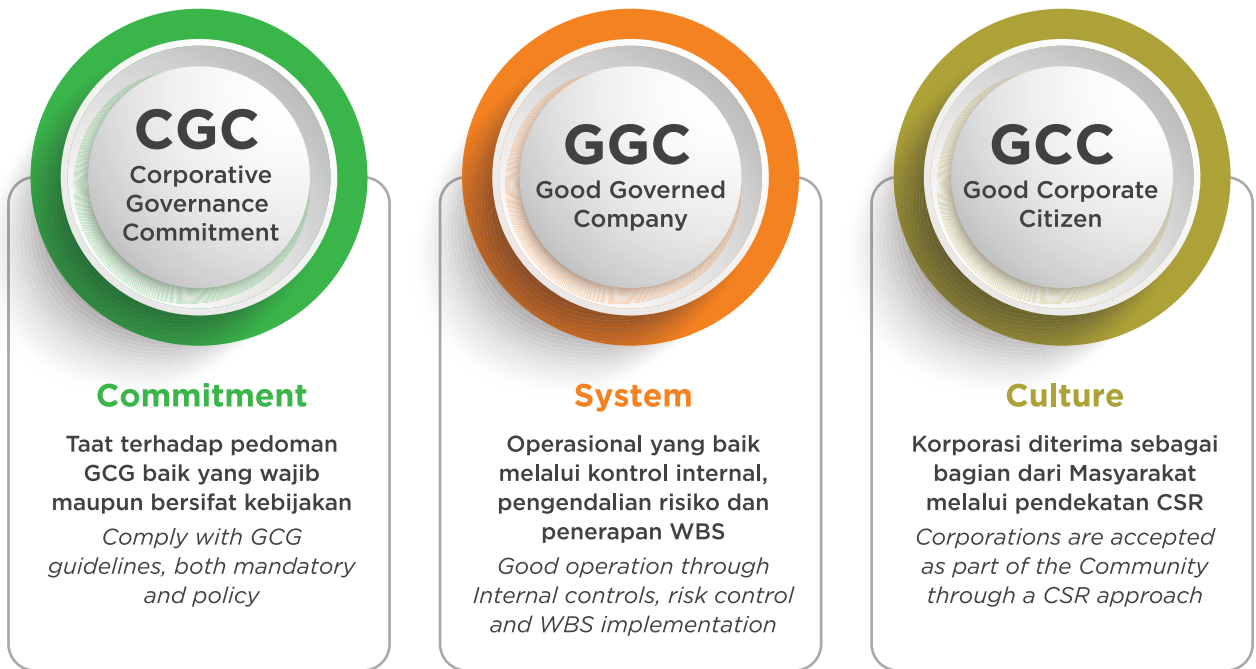 CGC
Corporative
Governance
Commitment
Commitment
Taat terhadap pedoman
GCG baik yang wajib
maupun bersifat kebijakan
Comply with GCG
guidelines, both mandatory
and policy
GGC
Good Governed
Company
System
Operasional yang baik
melalui kontrol internal,
pengendalian risiko dan
penerapan WBS
Good operation through
Internal controls, risk control
and WBS implementation
GCC
Good Corporate
Citizen
Culture
Korporasi diterima sebagai
bagian dari Masyarakat
melalui pendekatan CSR
Corporations are accepted
as part of the Community
through a CSR approach